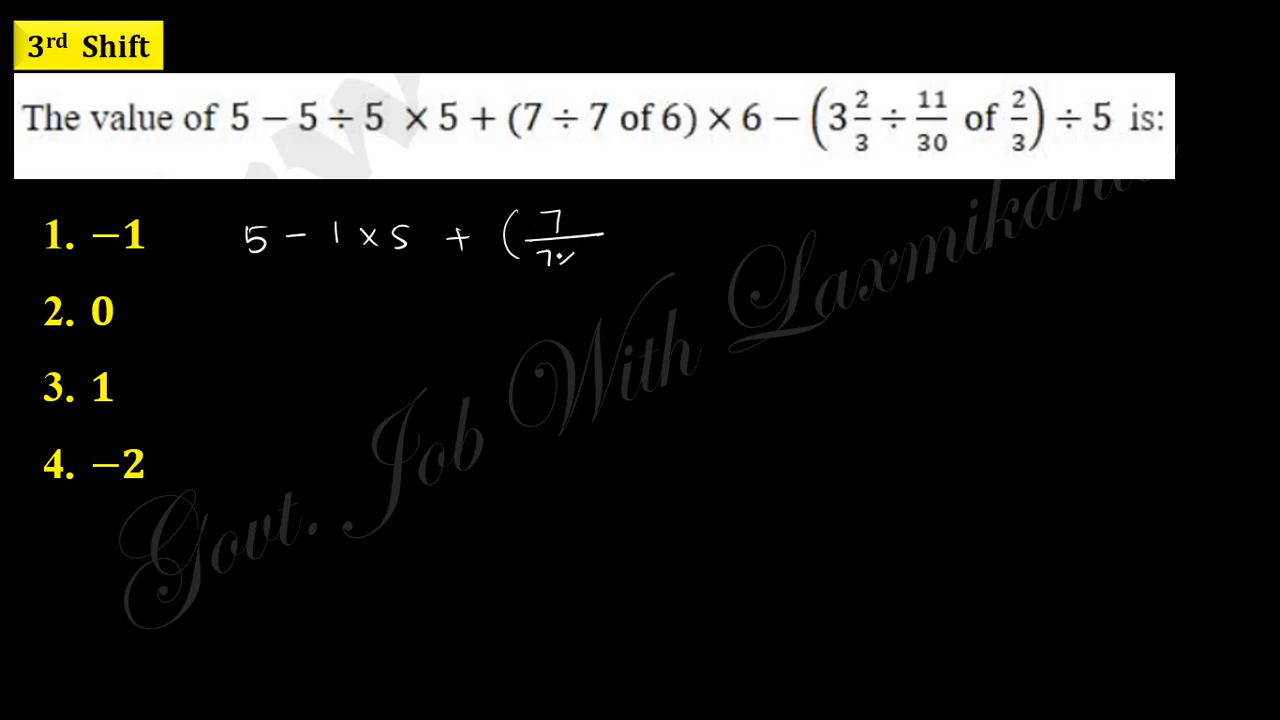 3rd Shift
The value of 5 − 5 ÷ 5 × 5 + (7 ÷ 7 of 6) × 6 − (3 2/3 ÷ 11/30 of 2/3) ÷ 5 is:
1. −1
5 − 1 × 5 + ( 7/7×
2. 0
3. 1
4. −2
Govt. Job With Laxmikant